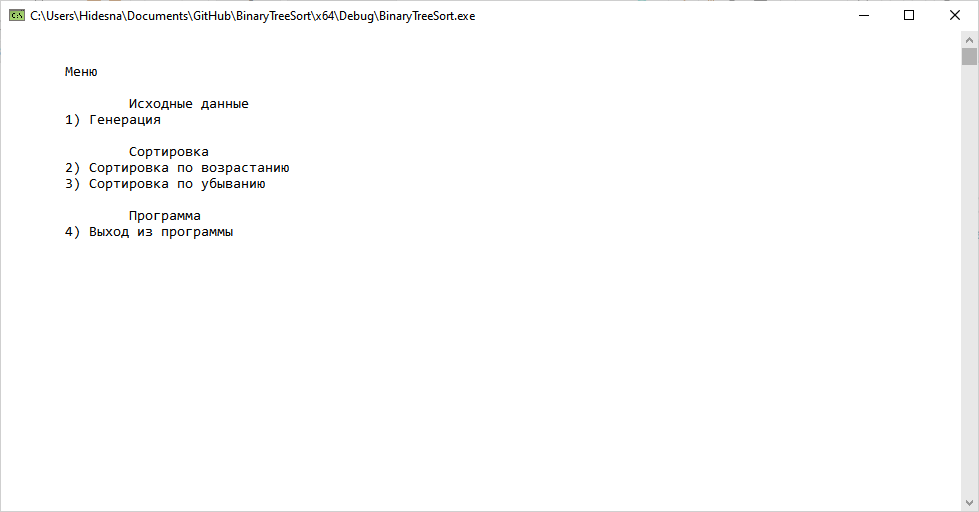 C:\Users\Hidesna\Documents\GitHub\BinaryTreeSort\x64\Debug\BinaryTreeSort.exe
Меню
Исходные данные
1) Генерация
Сортировка
2) Сортировка по возрастанию
3) Сортировка по убыванию
Программа
4) Выход из программы